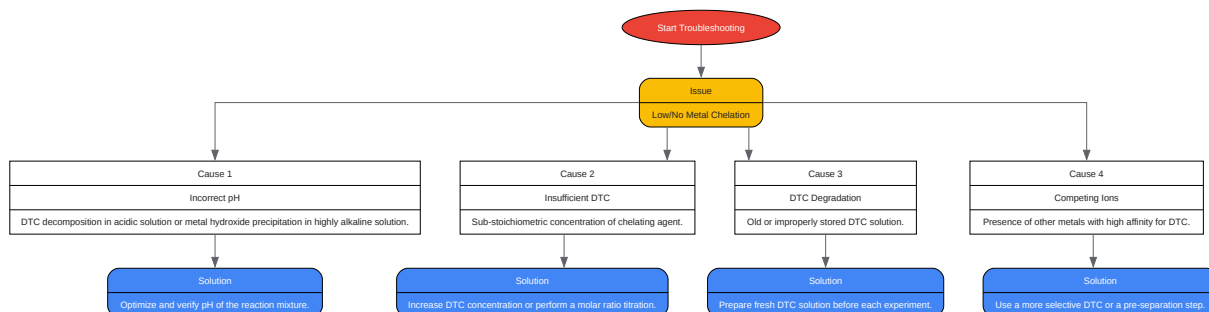 Start Troubleshooting
Issue
Low/No Metal Chelation
Cause 1
Incorrect pH
DTC decomposition in acidic solution or metal hydroxide precipitation in highly alkaline solution.
Cause 2
Insufficient DTC
Sub-stoichiometric concentration of chelating agent.
Cause 3
DTC Degradation
Old or improperly stored DTC solution.
Cause 4
Competing Ions
Presence of other metals with high affinity for DTC.
Solution
Optimize and verify pH of the reaction mixture.
Solution
Increase DTC concentration or perform a molar ratio titration.
Solution
Prepare fresh DTC solution before each experiment.
Solution
Use a more selective DTC or a pre-separation step.